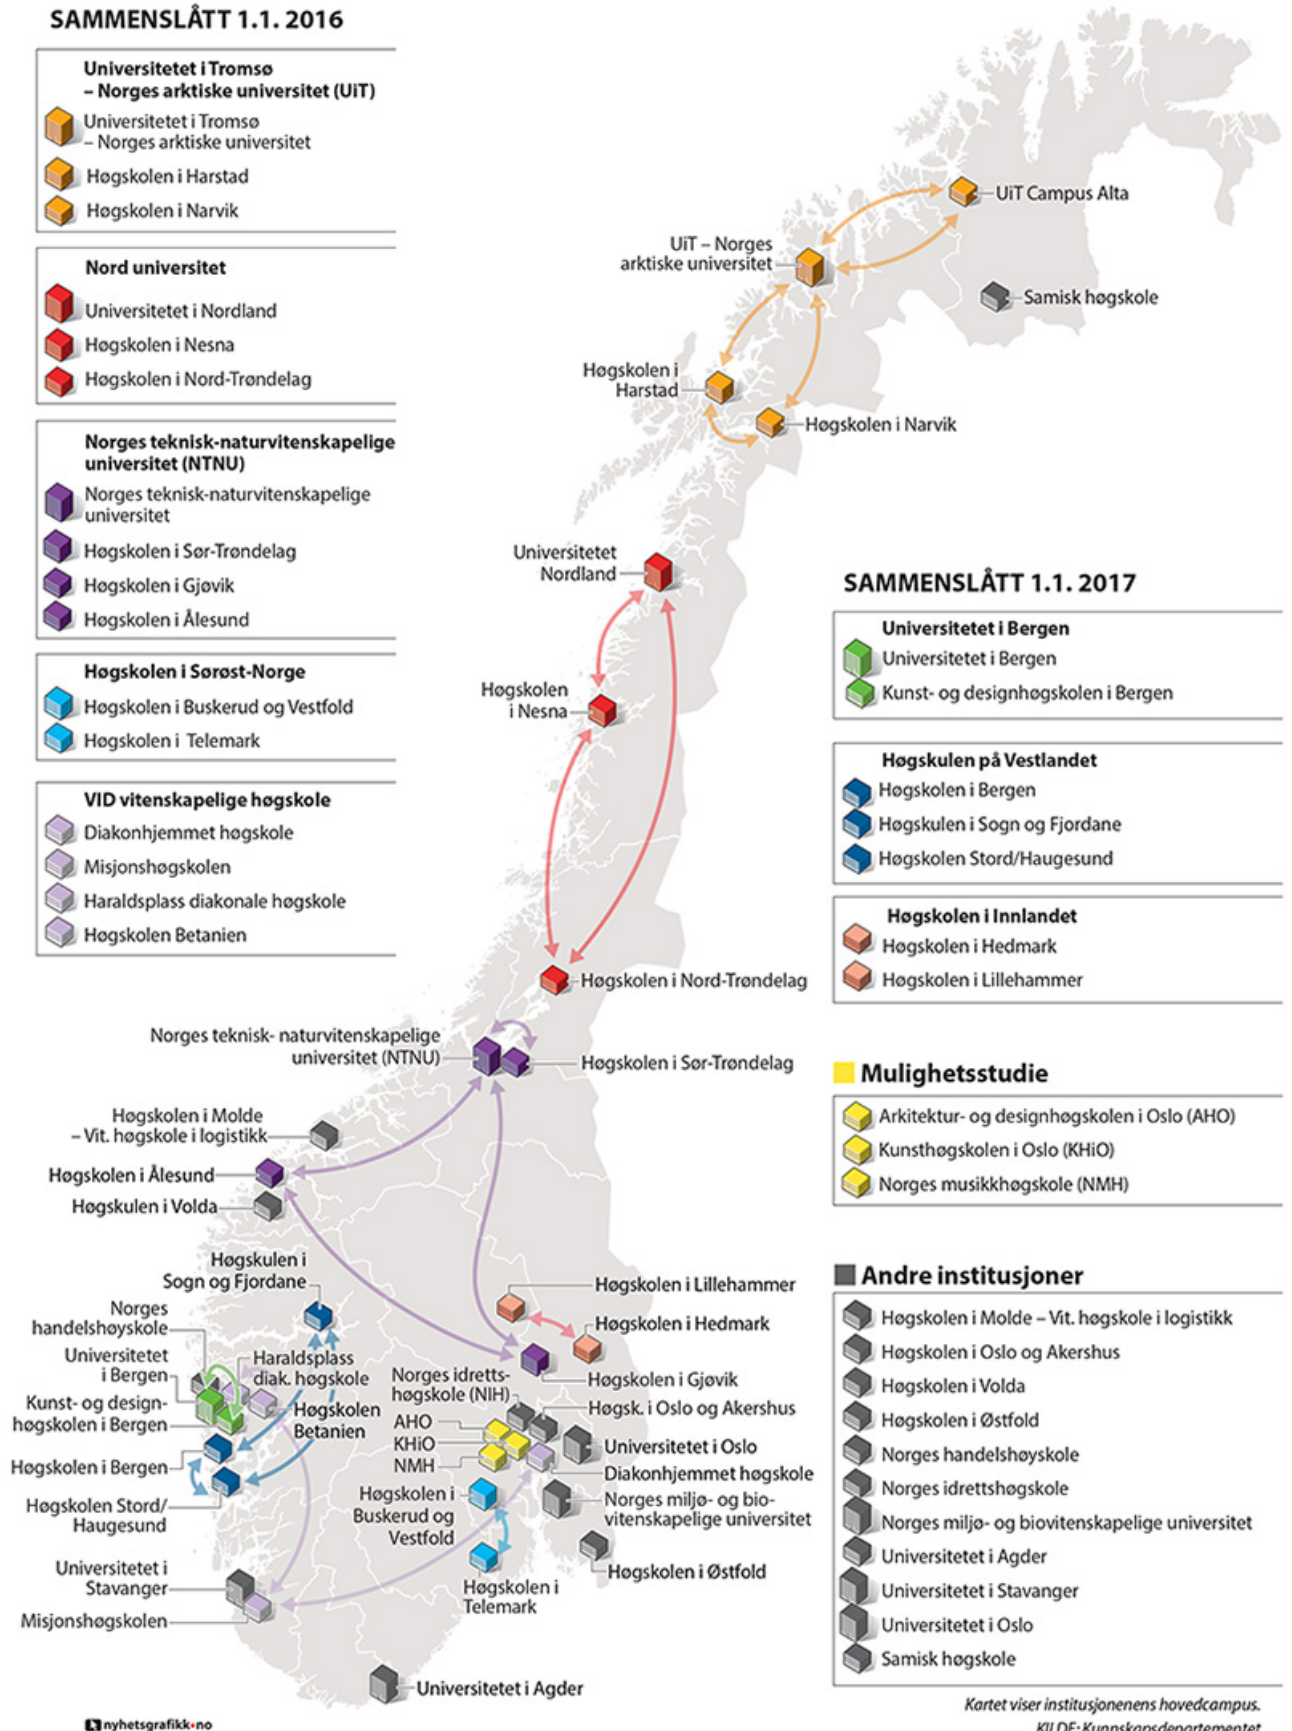 SAMMENSLÅTT 1.1. 2016
Universitetet i Tromsø
– Norges arktiske universitet (UiT)
Universitetet i Tromsø
– Norges arktiske universitet
Høgskolen i Harstad
Høgskolen i Narvik
Nord universitet
Universitetet i Nordland
Høgskolen i Nesna
Høgskolen i Nord-Trøndelag
Norges teknisk-naturvitenskapelige
universitet (NTNU)
Norges teknisk-naturvitenskapelige
universitet
Høgskolen i Sør-Trøndelag
Høgskolen i Gjøvik
Høgskolen i Ålesund
Høgskolen i Sørøst-Norge
Høgskolen i Buskerud og Vestfold
Høgskolen i Telemark
VID vitenskapelige høgskole
Diakonhjemmet høgskole
Misjonshøgskolen
Haraldsplass diakonale høgskole
Høgskolen Betanien
UiT Campus Alta
UiT – Norges
arktiske universitet
Samisk høgskole
Høgskolen i
Harstad
Høgskolen i Narvik
Universitetet
Nordland
Høgskolen
i Nesna
Høgskolen i Nord-Trøndelag
Norges teknisk- naturvitenskapelige
universitet (NTNU)
Høgskolen i Sør-Trøndelag
Høgskolen i Molde
– Vit. høgskole i logistikk
Høgskolen i Ålesund
Høgskulen i Volda
Høgskulen i
Sogn og Fjordane
Norges
handelshøyskole
Universitetet
i Bergen
Kunst- og design-
høgskolen i Bergen
Haraldsplass
diak. høgskole
Høgskolen
Betanien
Høgskolen i Bergen
Høgskolen Stord/
Haugesund
Universitetet i
Stavanger
Misjonshøgskolen
Høgskolen i Lillehammer
Høgskolen i Hedmark
Høgskolen i Gjøvik
Norges idretts-
høgskole (NIH)
Høgsk. i Oslo og Akershus
AHO
KHiO
NMH
Universitetet i Oslo
Diakonhjemmet høgskole
Norges miljø- og bio-
vitenskapelige universitet
Høgskolen i
Buskerud og
Vestfold
Høgskolen i Østfold
Høgskolen i
Telemark
Universitetet i Agder
SAMMENSLÅTT 1.1. 2017
Universitetet i Bergen
Universitetet i Bergen
Kunst- og designhøgskolen i Bergen
Høgskulen på Vestlandet
Høgskolen i Bergen
Høgskulen i Sogn og Fjordane
Høgskolen Stord/Haugesund
Høgskolen i Innlandet
Høgskolen i Hedmark
Høgskolen i Lillehammer
Mulighetsstudie
Arkitektur- og designhøgskolen i Oslo (AHO)
Kunsthøgskolen i Oslo (KHiO)
Norges musikkhøgskole (NMH)
Andre institusjoner
Høgskolen i Molde – Vit. høgskole i logistikk
Høgskolen i Oslo og Akershus
Høgskolen i Volda
Høgskolen i Østfold
Norges handelshøyskole
Norges idrettshøgskole
Norges miljø- og biovitenskapelige universitet
Universitetet i Agder
Universitetet i Stavanger
Universitetet i Oslo
Samisk høgskole
Kartet viser institusjonenens hovedcampus.
KILDE: Kunnskapsdepartementet
nyhetsgrafikk.no